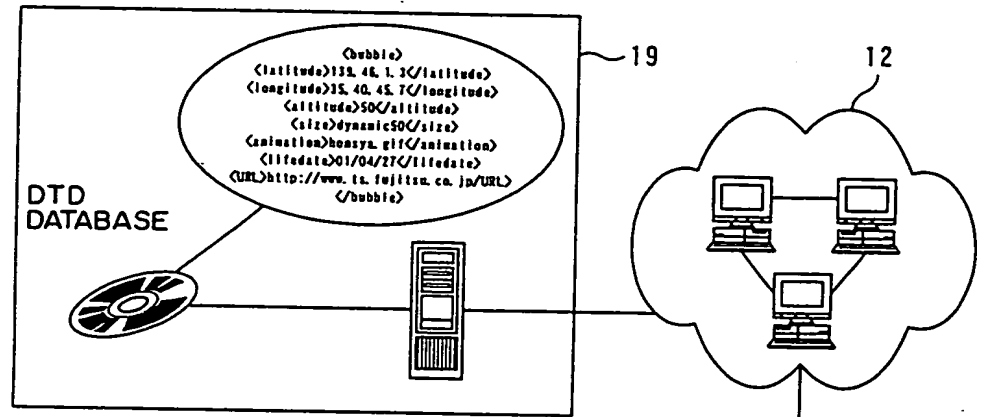 <bubble>
<latitude>139. 46. 1. 3</latitude>
<longitude>35. 40. 45. 7</longitude>
<altitude>50</altitude>
<size>dynamic50</size>
<animation>honsya. gif</animation>
<lifedate>01/04/27</lifedate>
<URL>http://www. ts. fujitsu. co. jp/URL>
</bubble>
DTD
DATABASE
19
12